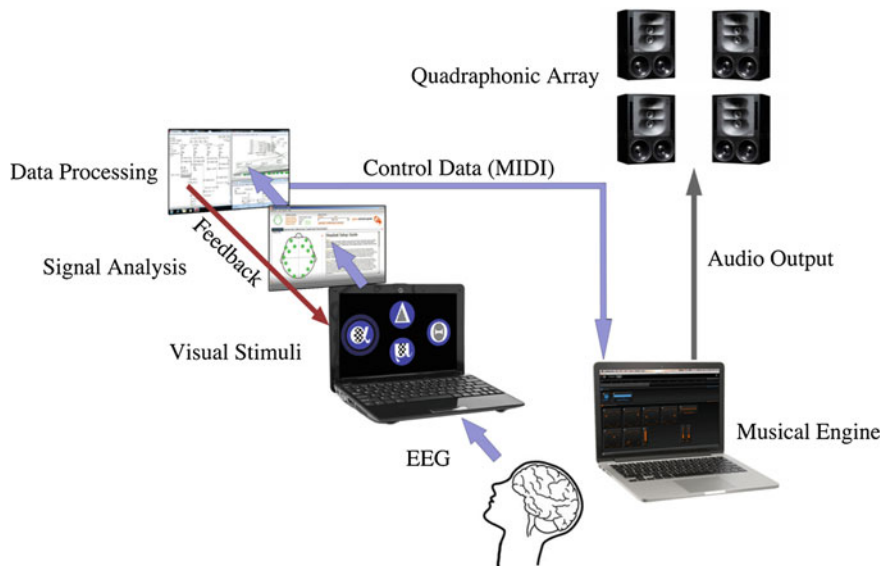 Quadraphonic Array
Data Processing
Control Data (MIDI)
Feedback
Signal Analysis
Audio Output
Visual Stimuli
α
Δ
Θ
μ
Musical Engine
EEG